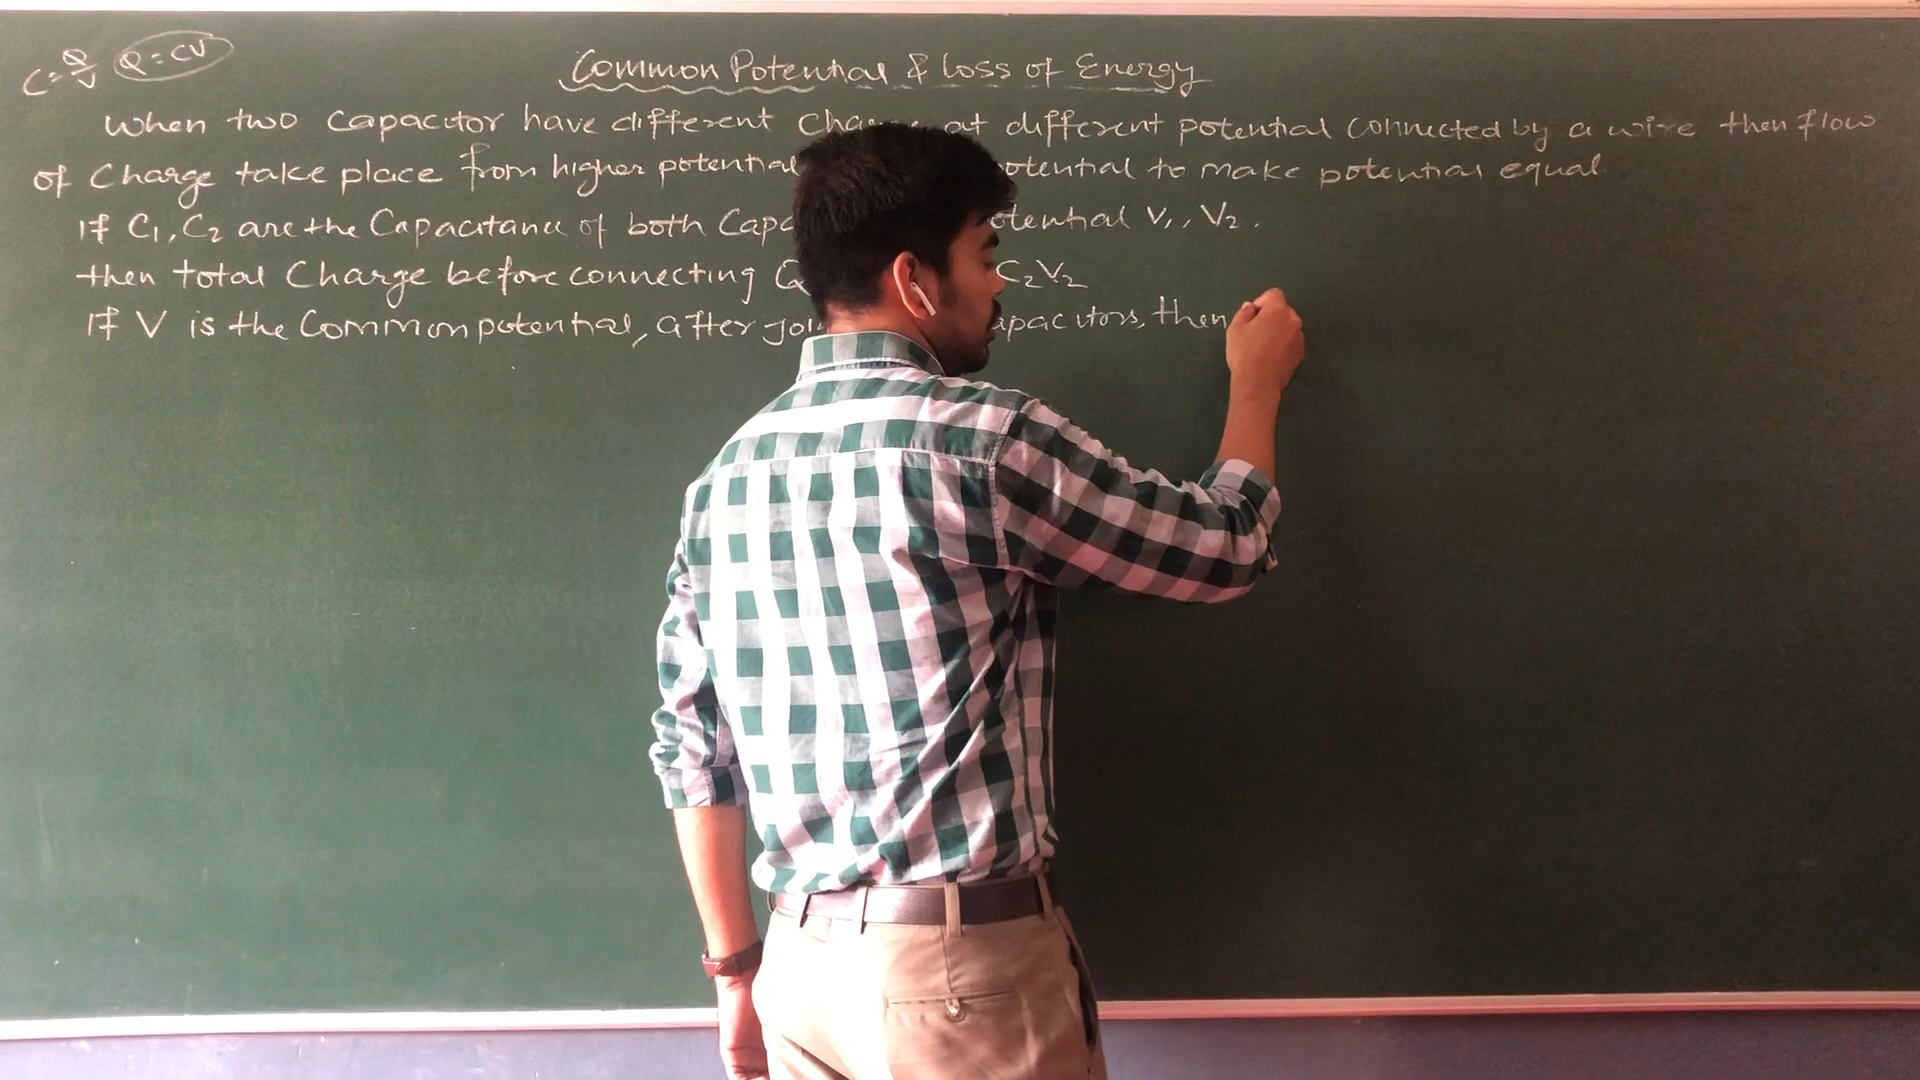 C = Q/V Q = CV
Common Potential & Loss of Energy
When two capacitor have different at different potential connected by a wire then flow
of Charge take place from higher potential potential to make potential equal
If C1, C2 are the Capacitance of both V1, V2.
then total Charge before connecting C2V2
If V is the Common potential, after then